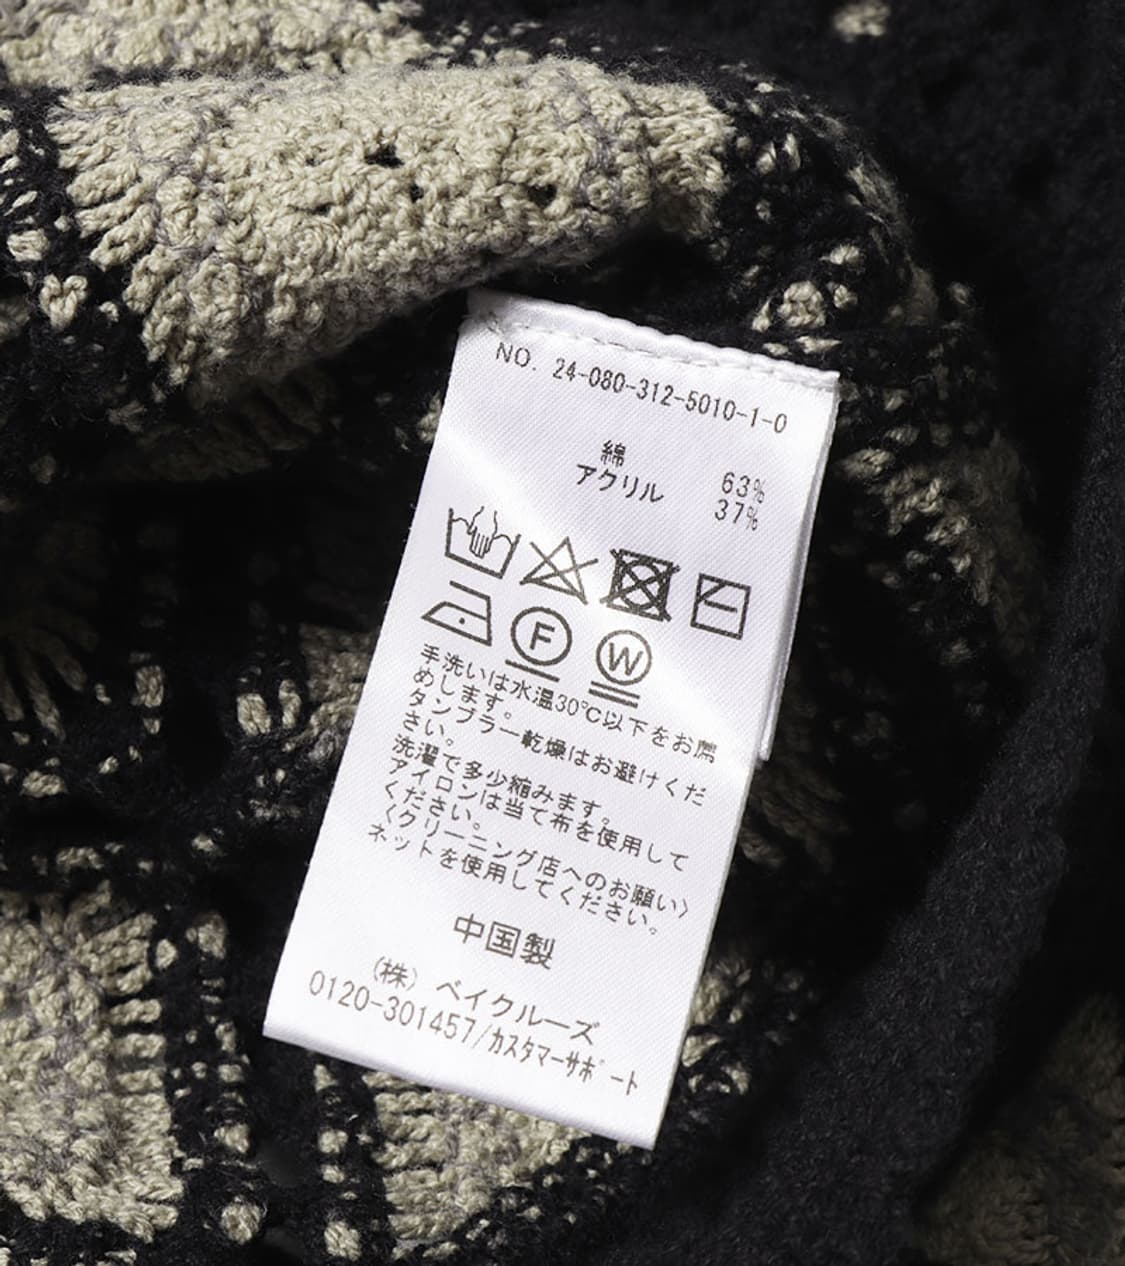 NO. 24-080-312-5010-1-0
綿 63%
アクリル 37%
F W
手洗いは水温30℃以下をお薦
めします。
タンブラー乾燥はお避けくだ
さい。
洗濯で多少縮みます。
アイロンは当て布を使用して
ください。
〈クリーニング店へのお願い〉
ネットを使用してください。
中国製
(株) ベイクルーズ
0120-301457/カスタマーサポート